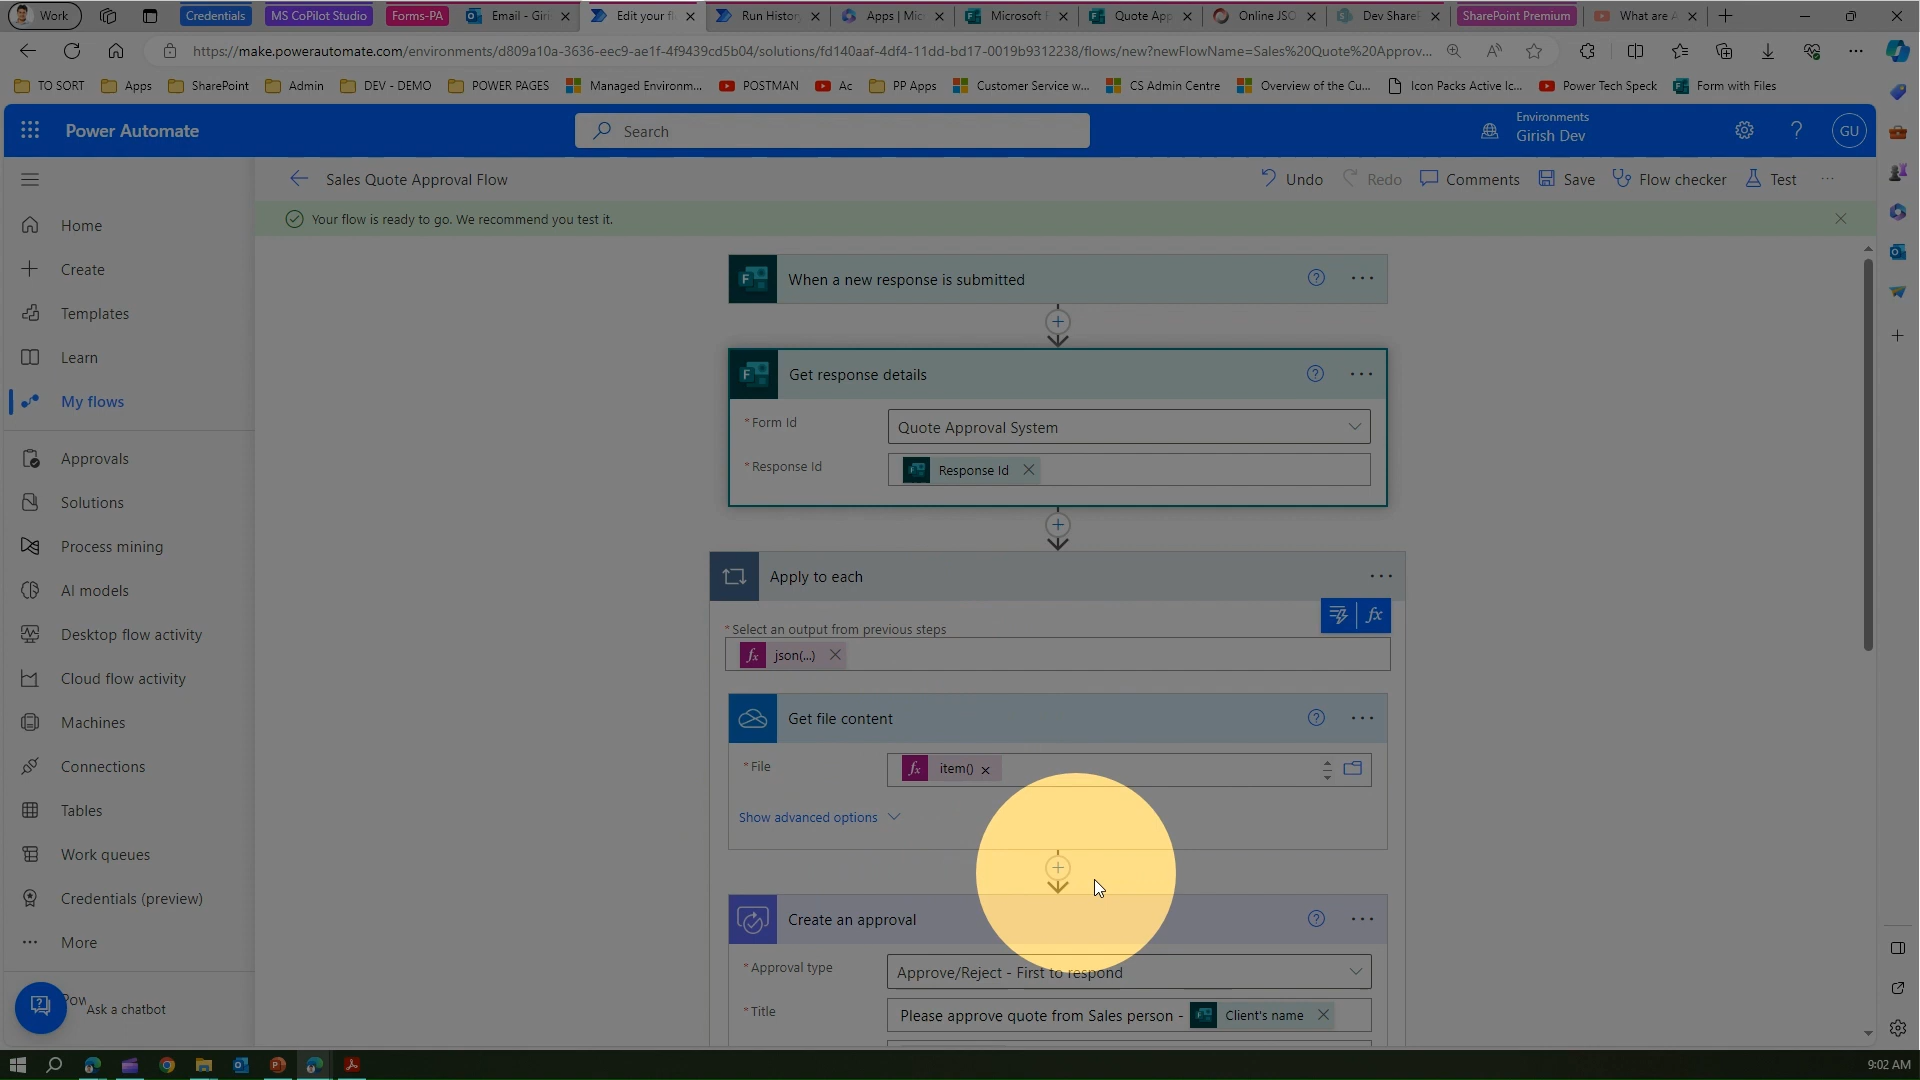 Work
Credentials
MS CoPilot Studio
Forms-PA
Email - Giri
Edit your fl
Run Histor
Apps | Mic
Microsoft F
Quote App
Online JSO
Dev ShareP
SharePoint Premium
What are A
https://make.powerautomate.com/environments/d809a10a-3636-eec9-ae1f-4f9439cd5b04/solutions/fd140aaf-4df4-11dd-bd17-0019b9312238/flows/new?newFlowName=Sales%20Quote%20Approv...
TO SORT
Apps
SharePoint
Admin
DEV - DEMO
POWER PAGES
Managed Environm...
POSTMAN
Ac
PP Apps
Customer Service w...
CS Admin Centre
Overview of the Cu...
Icon Packs Active Ic...
Power Tech Speck
Form with Files
Power Automate
Search
Environments
Girish Dev
GU
Sales Quote Approval Flow
Undo
Redo
Comments
Save
Flow checker
Test
Your flow is ready to go. We recommend you test it.
Home
Create
Templates
Learn
My flows
Approvals
Solutions
Process mining
AI models
Desktop flow activity
Cloud flow activity
Machines
Connections
Tables
Work queues
Credentials (preview)
More
Pow
Ask a chatbot
When a new response is submitted
Get response details
* Form Id
Quote Approval System
* Response Id
Response Id
Apply to each
fx
* Select an output from previous steps
fx json(...)
Get file content
* File
fx item()
Show advanced options
Create an approval
* Approval type
Approve/Reject - First to respond
* Title
Please approve quote from Sales person - Client's name
9:02 AM